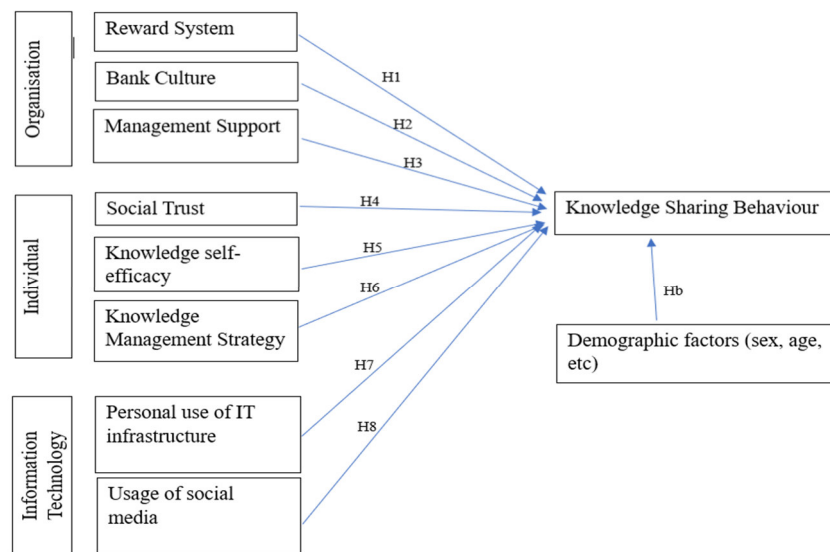 Organisation
Reward System
Bank Culture
Management Support
H1
H2
H3
Individual
Social Trust
Knowledge self-
efficacy
Knowledge
Management Strategy
H4
H5
H6
Information
Technology
Personal use of IT
infrastructure
Usage of social
media
H7
H8
Knowledge Sharing Behaviour
Hb
Demographic factors (sex, age,
etc)